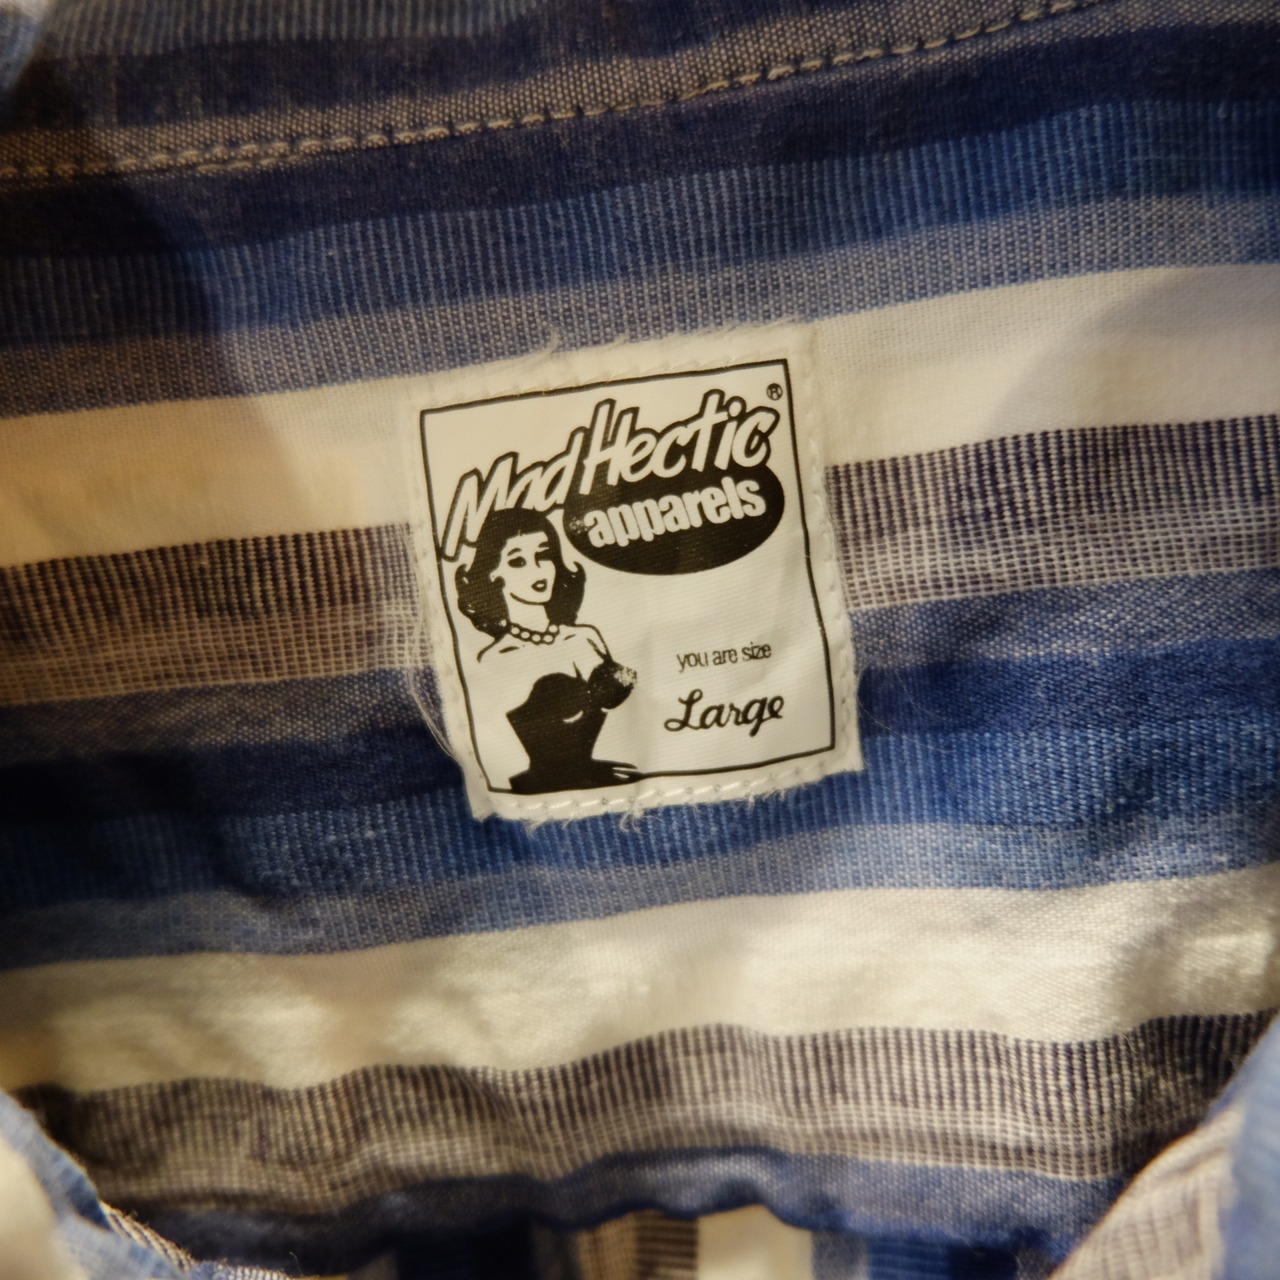 MadHectic®
apparels
you are size
Large